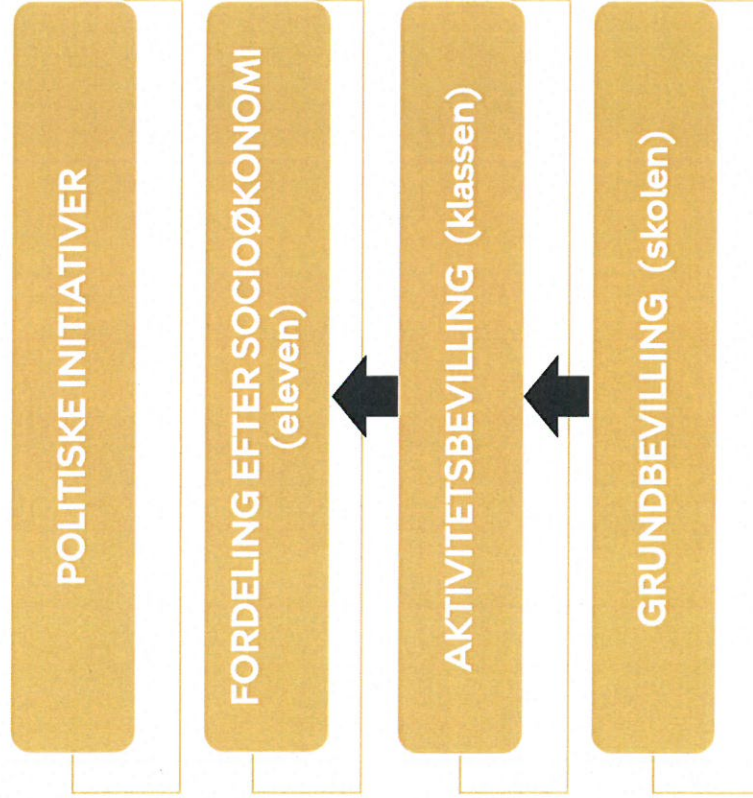 POLITISKE INITIATIVER
FORDELING EFTER SOCIOØKONOMI
(eleven)
AKTIVITETSBEVILLING (klassen)
GRUNDBEVILLING (skolen)